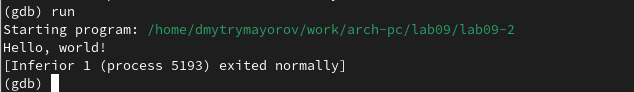 (gdb) run
Starting program: /home/dmytrymayorov/work/arch-pc/lab09/lab09-2
Hello, world!
[Inferior 1 (process 5193) exited normally]
(gdb)